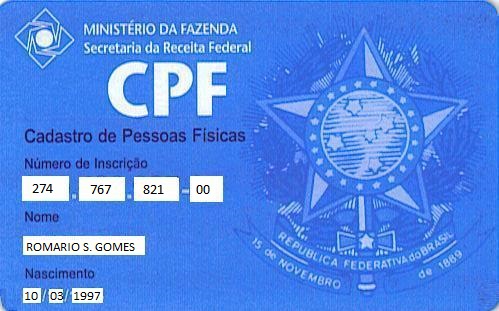 MINISTÉRIO DA FAZENDA
Secretaria da Receita Federal
CPF
Cadastro de Pessoas Físicas
Número de Inscrição
274.767.821-00
Nome
ROMARIO S. GOMES
Nascimento
10/03/1997
REPÚBLICA FEDERATIVA do BRASIL
15 de NOVEMBRO de 1889